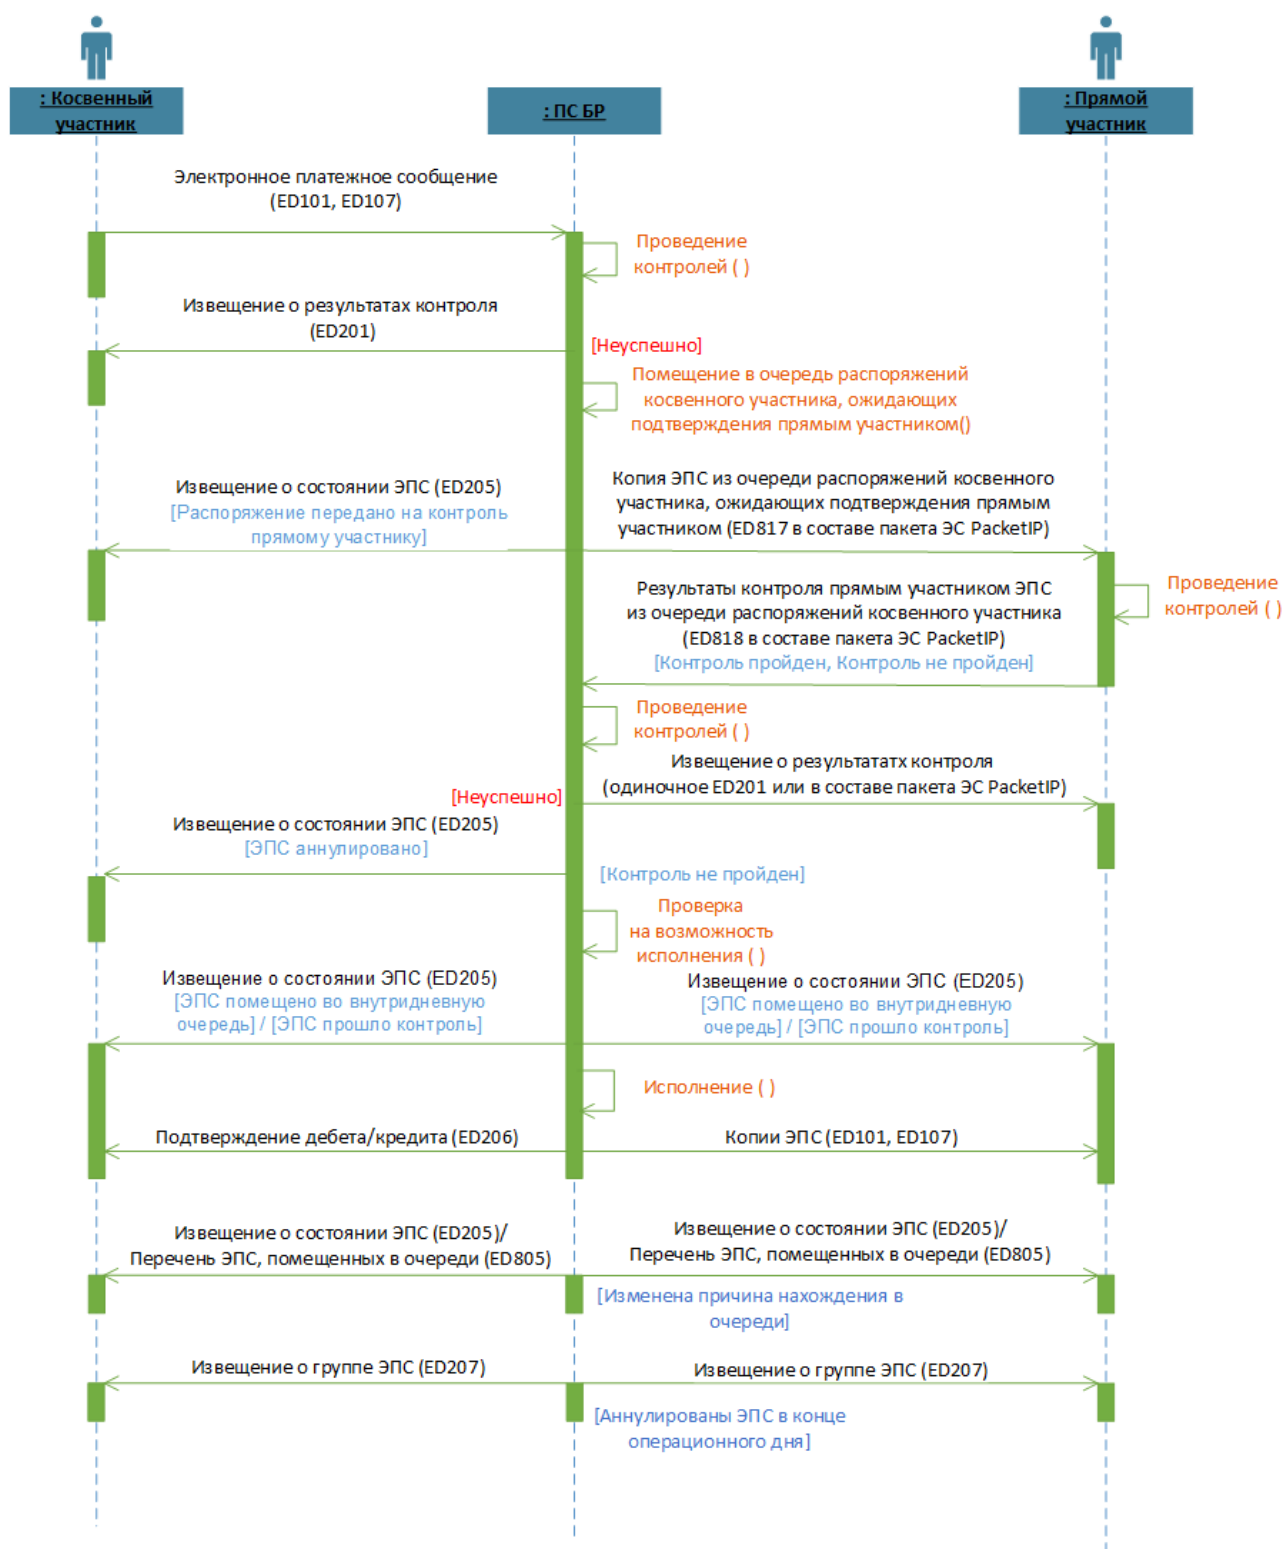 : Косвенный
участник
: ПС БР
: Прямой
участник
Электронное платежное сообщение
(ED101, ED107)
Проведение
контролей ( )
Извещение о результатах контроля
(ED201)
[Неуспешно]
Помещение в очередь распоряжений
косвенного участника, ожидающих
подтверждения прямым участником()
Извещение о состоянии ЭПС (ED205)
[Распоряжение передано на контроль
прямому участнику]
Копия ЭПС из очереди распоряжений косвенного
участника, ожидающих подтверждения прямым
участником (ED817 в составе пакета ЭС PacketIP)
Проведение
контролей ( )
Результаты контроля прямым участником ЭПС
из очереди распоряжений косвенного участника
(ED818 в составе пакета ЭС PacketIP)
[Контроль пройден, Контроль не пройден]
Проведение
контролей ( )
Извещение о результататх контроля
(одиночное ED201 или в составе пакета ЭС PacketIP)
[Неуспешно]
Извещение о состоянии ЭПС (ED205)
[ЭПС аннулировано]
[Контроль не пройден]
Проверка
на возможность
исполнения ( )
Извещение о состоянии ЭПС (ED205)
[ЭПС помещено во внутридневную
очередь] / [ЭПС прошло контроль]
Извещение о состоянии ЭПС (ED205)
[ЭПС помещено во внутридневную
очередь] / [ЭПС прошло контроль]
Исполнение ( )
Подтверждение дебета/кредита (ED206)
Копии ЭПС (ED101, ED107)
Извещение о состоянии ЭПС (ED205)/
Перечень ЭПС, помещенных в очереди (ED805)
Извещение о состоянии ЭПС (ED205)/
Перечень ЭПС, помещенных в очереди (ED805)
[Изменена причина нахождения в
очереди]
Извещение о группе ЭПС (ED207)
Извещение о группе ЭПС (ED207)
[Аннулированы ЭПС в конце
операционного дня]